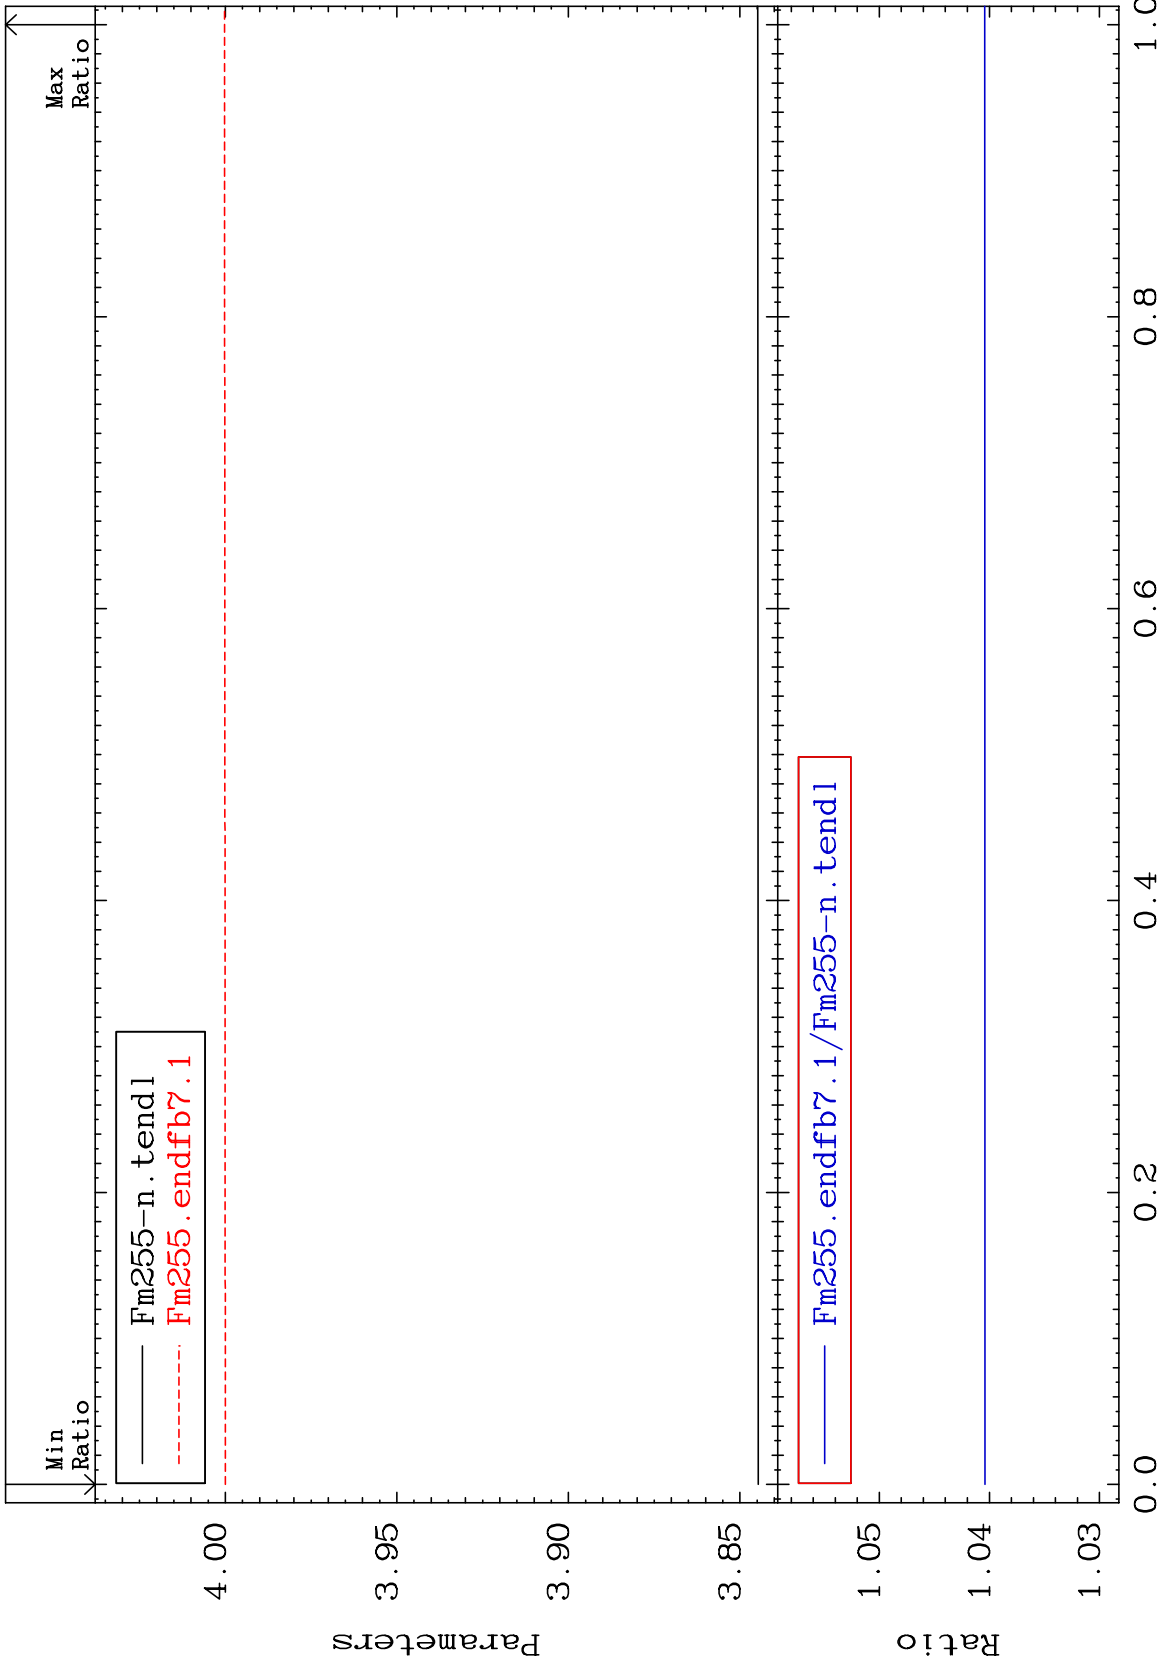 Min
Ratio
Max
Ratio
Fm255-n.tendl
Fm255.endfb7.1
4.00
3.95
3.90
3.85
Parameters
Fm255.endfb7.1/Fm255-n.tendl
1.05
1.04
1.03
Ratio
0.0
0.2
0.4
0.6
0.8
1.0